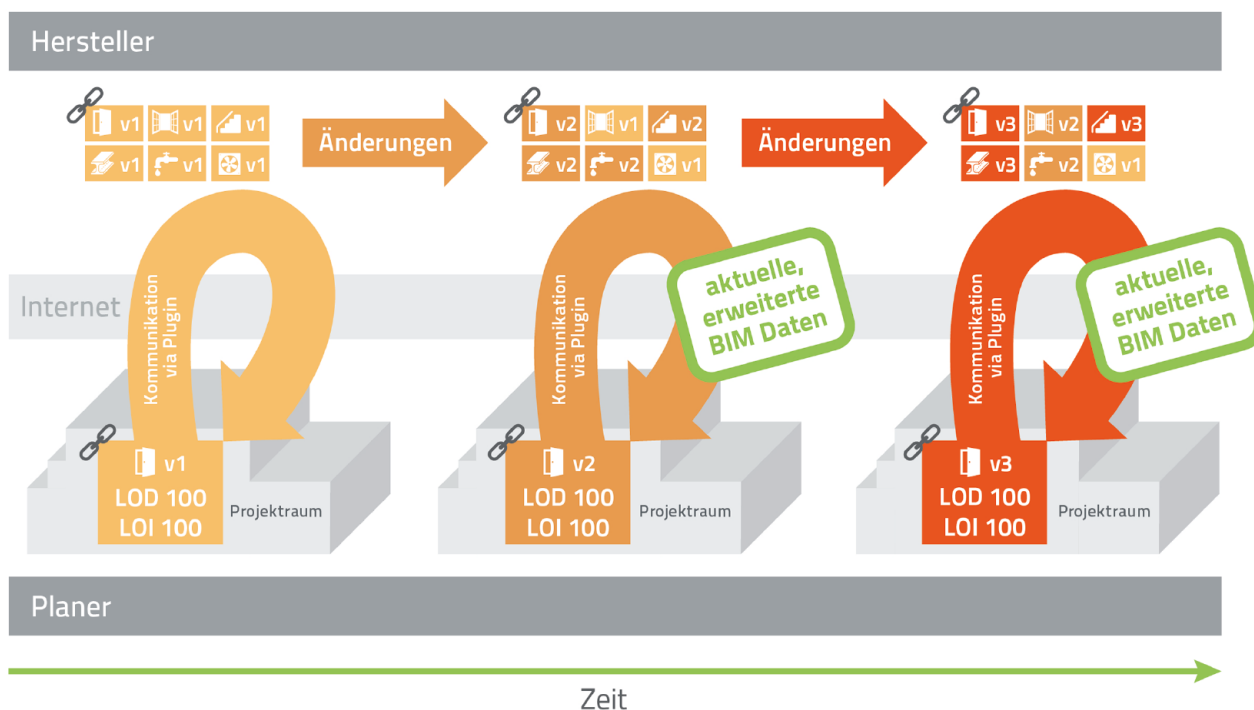 Hersteller
v1 v1 v1
v1 v1 v1
Änderungen
v2 v1 v2
v2 v2 v1
Änderungen
v3 v2 v3
v3 v2 v1
Internet
Kommunikation
via Plugin
v1
LOD 100
LOI 100
Projektraum
Kommunikation
via Plugin
aktuelle,
erweiterte
BIM Daten
v2
LOD 100
LOI 100
Projektraum
Kommunikation
via Plugin
aktuelle,
erweiterte
BIM Daten
v3
LOD 100
LOI 100
Projektraum
Planer
Zeit